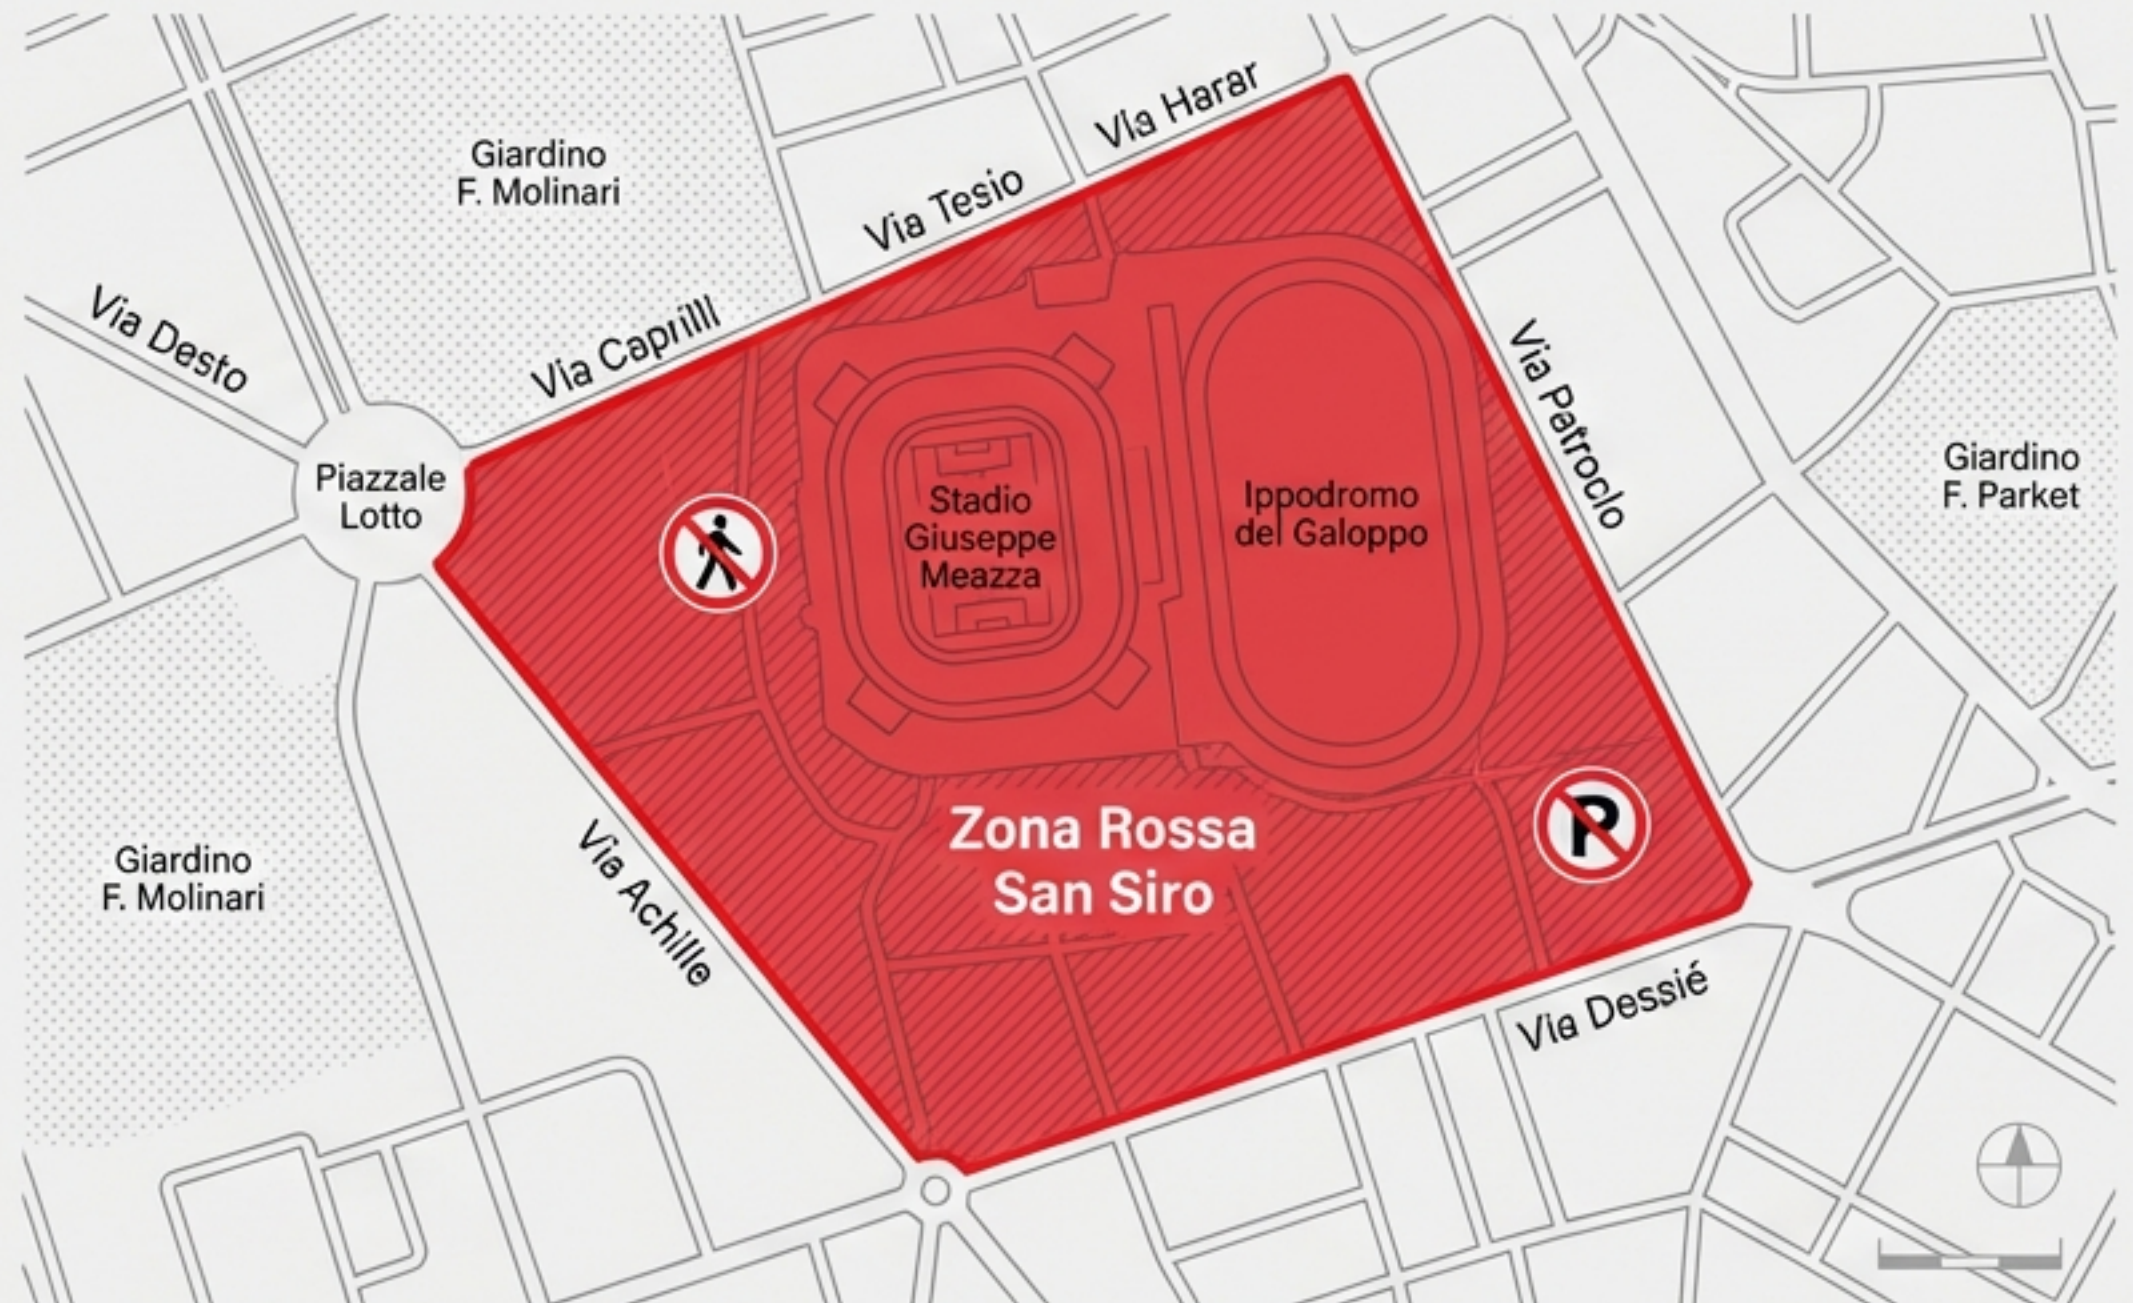 Via Harar
Giardino
F. Molinari
Via Tesio
Via Desto
Via Caprilli
Via Patroclo
Piazzale
Lotto
Stadio
Giuseppe
Meazza
Ippodromo
del Galoppo
Giardino
F. Parket
P
Zona Rossa
San Siro
Via Achille
Giardino
F. Molinari
Via Dessié